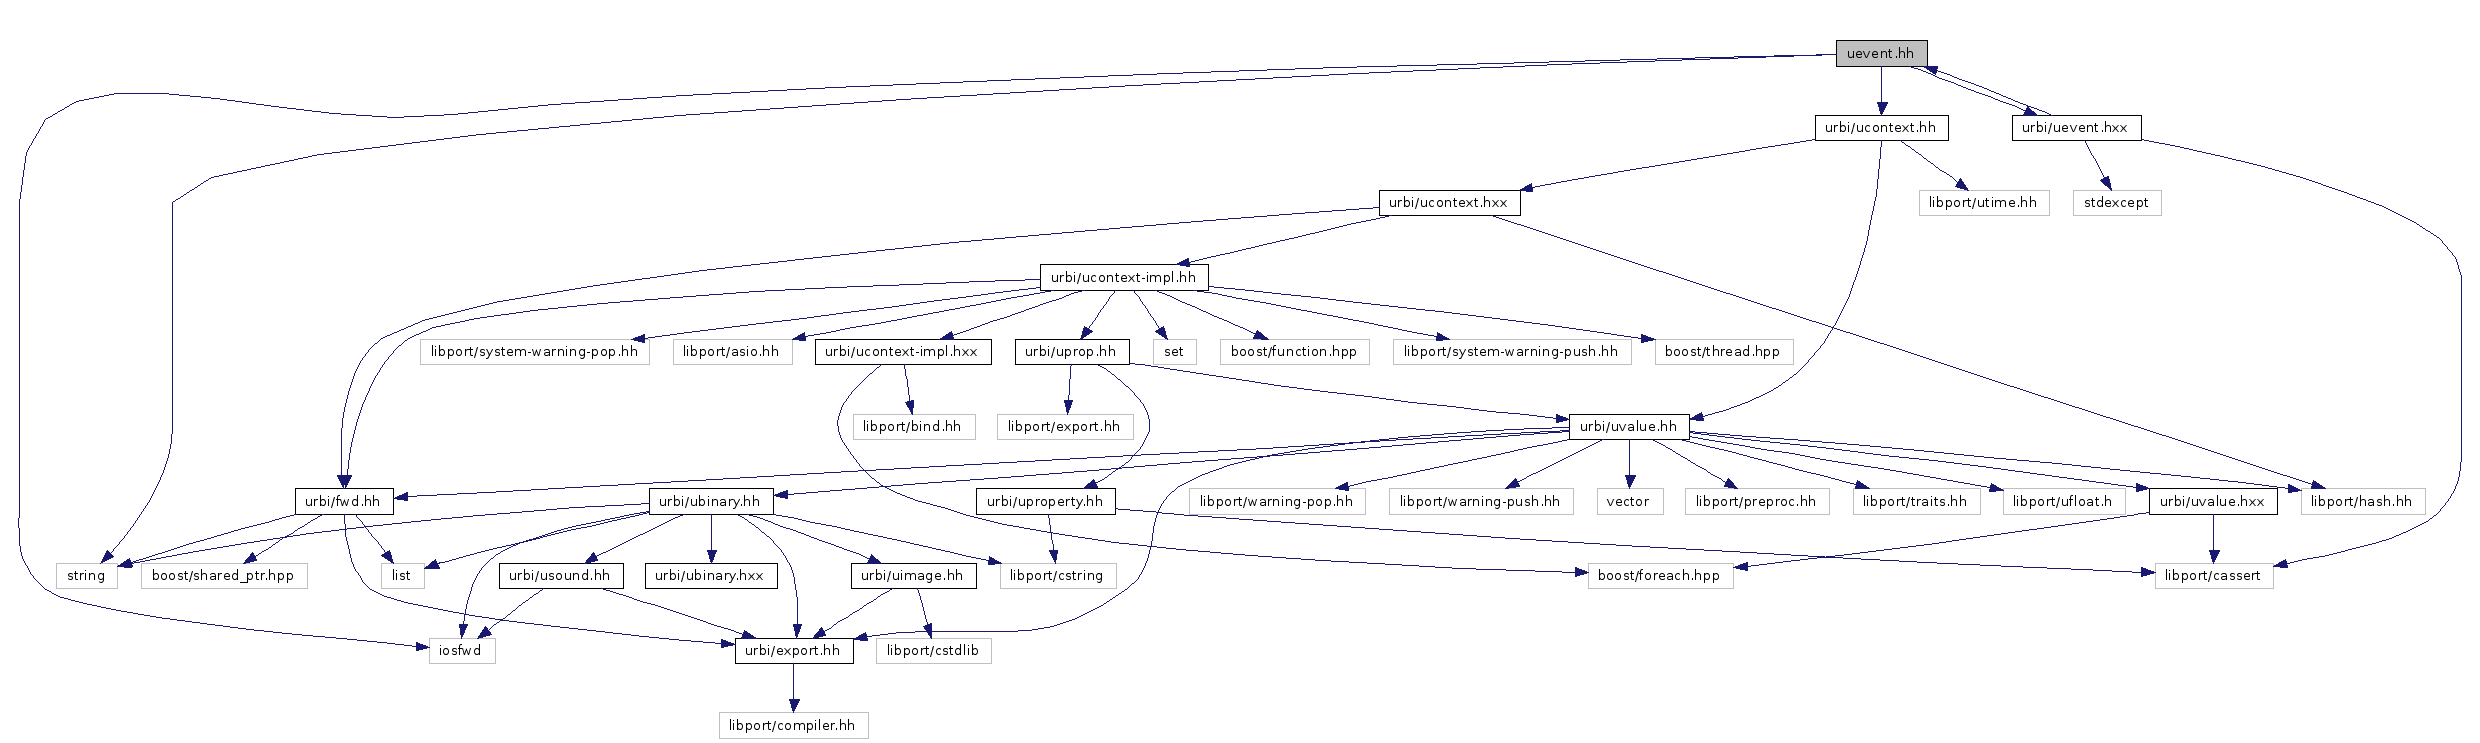 uevent.hh
urbi/ucontext.hh
urbi/uevent.hxx
urbi/ucontext.hxx
libport/utime.hh
stdexcept
urbi/ucontext-impl.hh
libport/system-warning-pop.hh
libport/asio.hh
urbi/ucontext-impl.hxx
urbi/uprop.hh
set
boost/function.hpp
libport/system-warning-push.hh
boost/thread.hpp
libport/bind.hh
libport/export.hh
urbi/uvalue.hh
urbi/fwd.hh
urbi/ubinary.hh
urbi/uproperty.hh
libport/warning-pop.hh
libport/warning-push.hh
vector
libport/preproc.hh
libport/traits.hh
libport/ufloat.h
urbi/uvalue.hxx
libport/hash.hh
string
boost/shared_ptr.hpp
list
urbi/usound.hh
urbi/ubinary.hxx
urbi/uimage.hh
libport/cstring
boost/foreach.hpp
libport/cassert
iosfwd
urbi/export.hh
libport/cstdlib
libport/compiler.hh